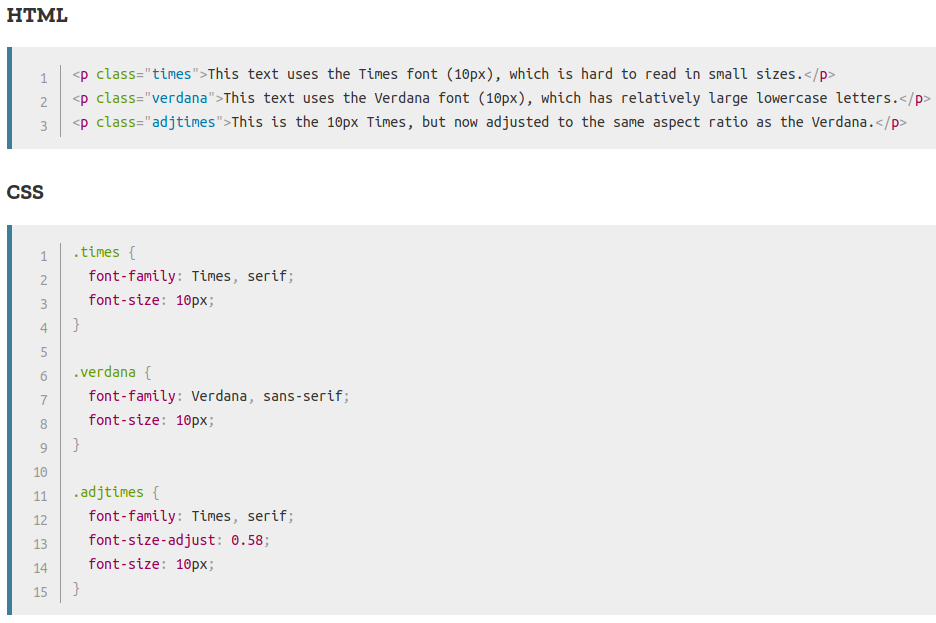 HTML
1 <p class="times">This text uses the Times font (10px), which is hard to read in small sizes.</p>
2 <p class="verdana">This text uses the Verdana font (10px), which has relatively large lowercase letters.</p>
3 <p class="adjtimes">This is the 10px Times, but now adjusted to the same aspect ratio as the Verdana.</p>
CSS
1 .times {
2   font-family: Times, serif;
3   font-size: 10px;
4 }
5
6 .verdana {
7   font-family: Verdana, sans-serif;
8   font-size: 10px;
9 }
10
11 .adjtimes {
12   font-family: Times, serif;
13   font-size-adjust: 0.58;
14   font-size: 10px;
15 }